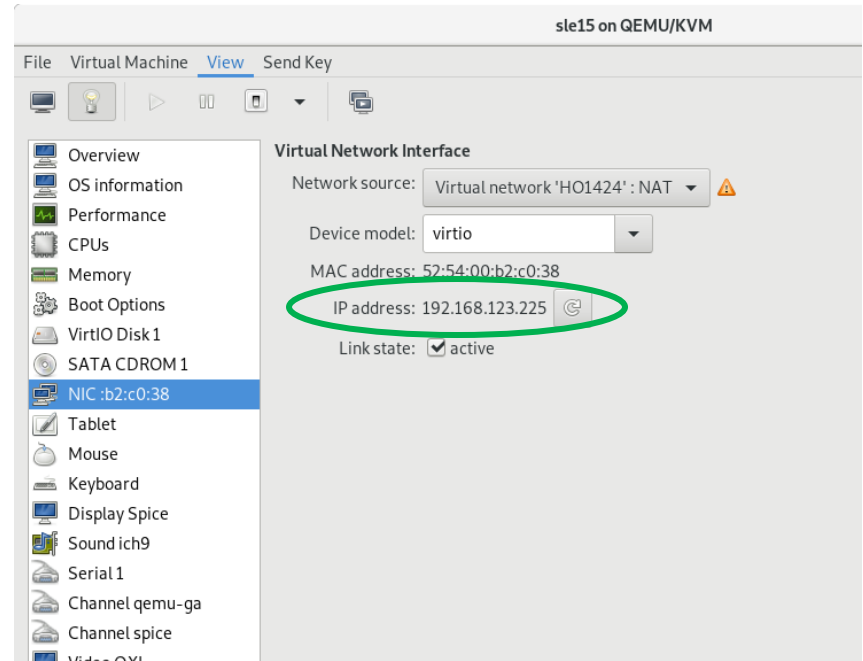 sle15 on QEMU/KVM
File Virtual Machine View Send Key
Overview
OS information
Performance
CPUs
Memory
Boot Options
VirtIO Disk 1
SATA CDROM 1
NIC :b2:c0:38
Tablet
Mouse
Keyboard
Display Spice
Sound ich9
Serial 1
Channel qemu-ga
Channel spice
Video QXL
Virtual Network Interface
Network source: Virtual network 'HO1424' : NAT
Device model: virtio
MAC address: 52:54:00:b2:c0:38
IP address: 192.168.123.225
Link state: active